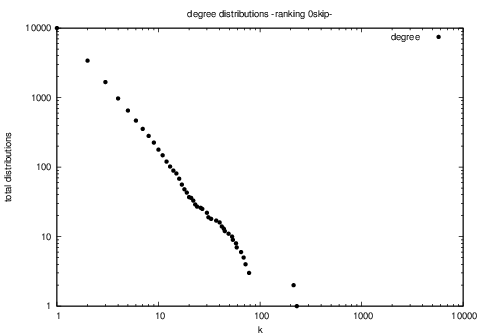 degree distributions -ranking 0skip-
10000
degree
1000
total distributions
100
10
1
1 10 100 1000 10000
k